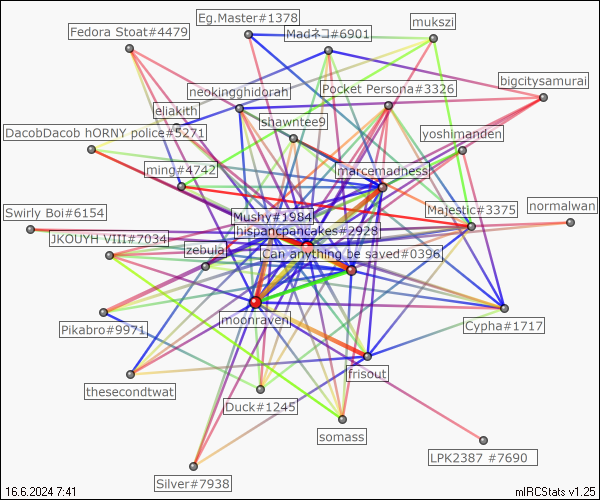 Eg.Master#1378
mukszi
Fedora Stoat#4479
Madネコ#6901
bigcitysamurai
neokingghidorah
Pocket Persona#3326
eliakith
shawntee9
DacobDacob hORNY police#5271
yoshimanden
ming#4742
marcemadness
Swirly Boi#6154
Mushy#1984
Majestic#3375
normalwan
JKOUYH VIII#7034
hispanicpancakes#2928
zebula
Can anything be saved#0396
moonraven
Pikabro#9971
Cypha#1717
frisout
thesecondtwat
Duck#1245
somass
LPK2387 #7690
Silver#7938
16.6.2024 7:41
mIRCStats v1.25